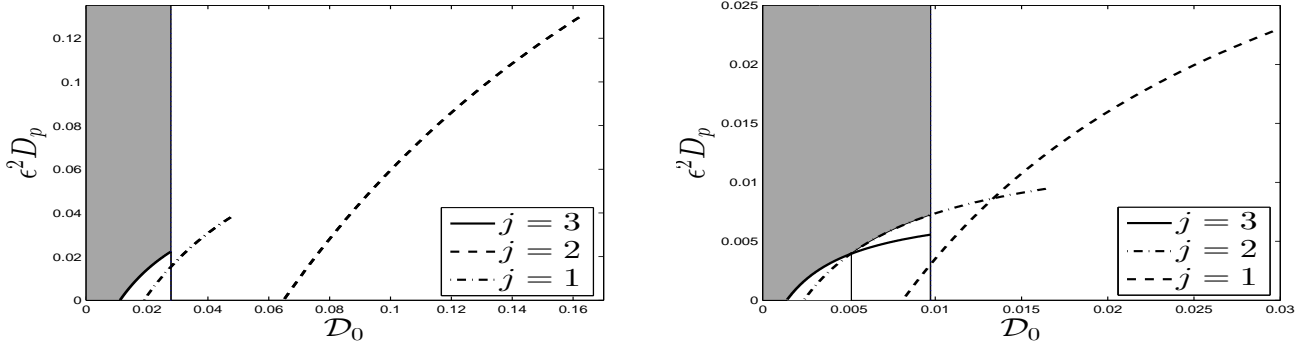 0.12
0.1
0.08
0.06
0.04
0.02
0
0 0.02 0.04 0.06 0.08 0.1 0.12 0.14 0.16
ϵ²D_p
𝒟₀
j = 3
j = 2
j = 1
0.025
0.02
0.015
0.01
0.005
0
0 0.005 0.01 0.015 0.02 0.025 0.03
ϵ²D_p
𝒟₀
j = 3
j = 2
j = 1